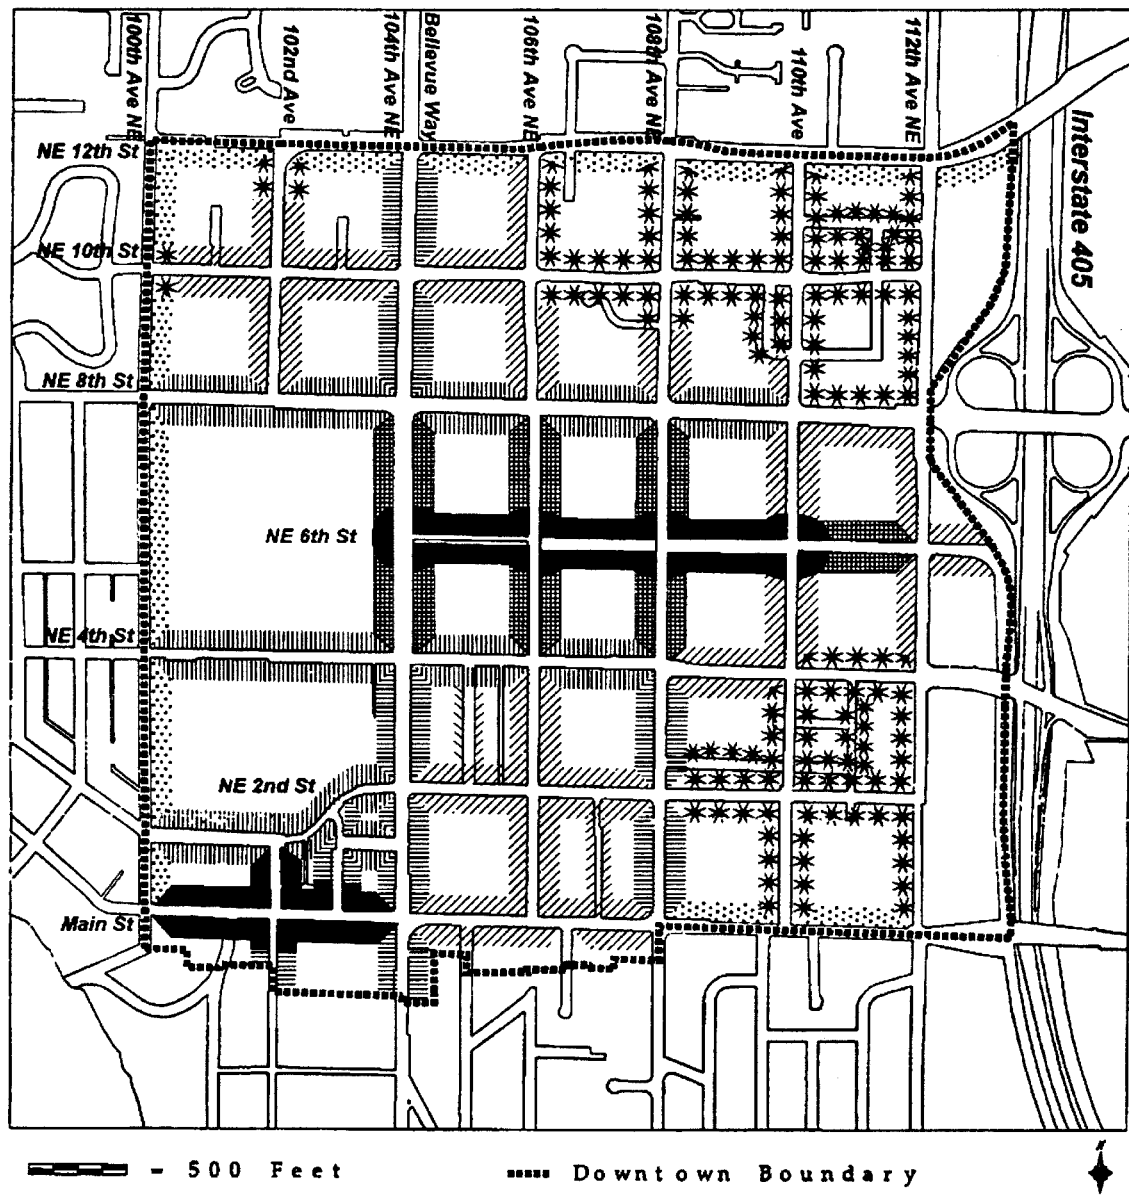 100th Ave NE
102nd Ave
104th Ave NE
Bellevue Way
106th Ave NE
108th Ave NE
110th Ave
112th Ave NE
Interstate 405
NE 12th St
NE 10th St
NE 8th St
NE 6th St
NE 4th St
NE 2nd St
Main St
- 500 Feet
Downtown Boundary
N